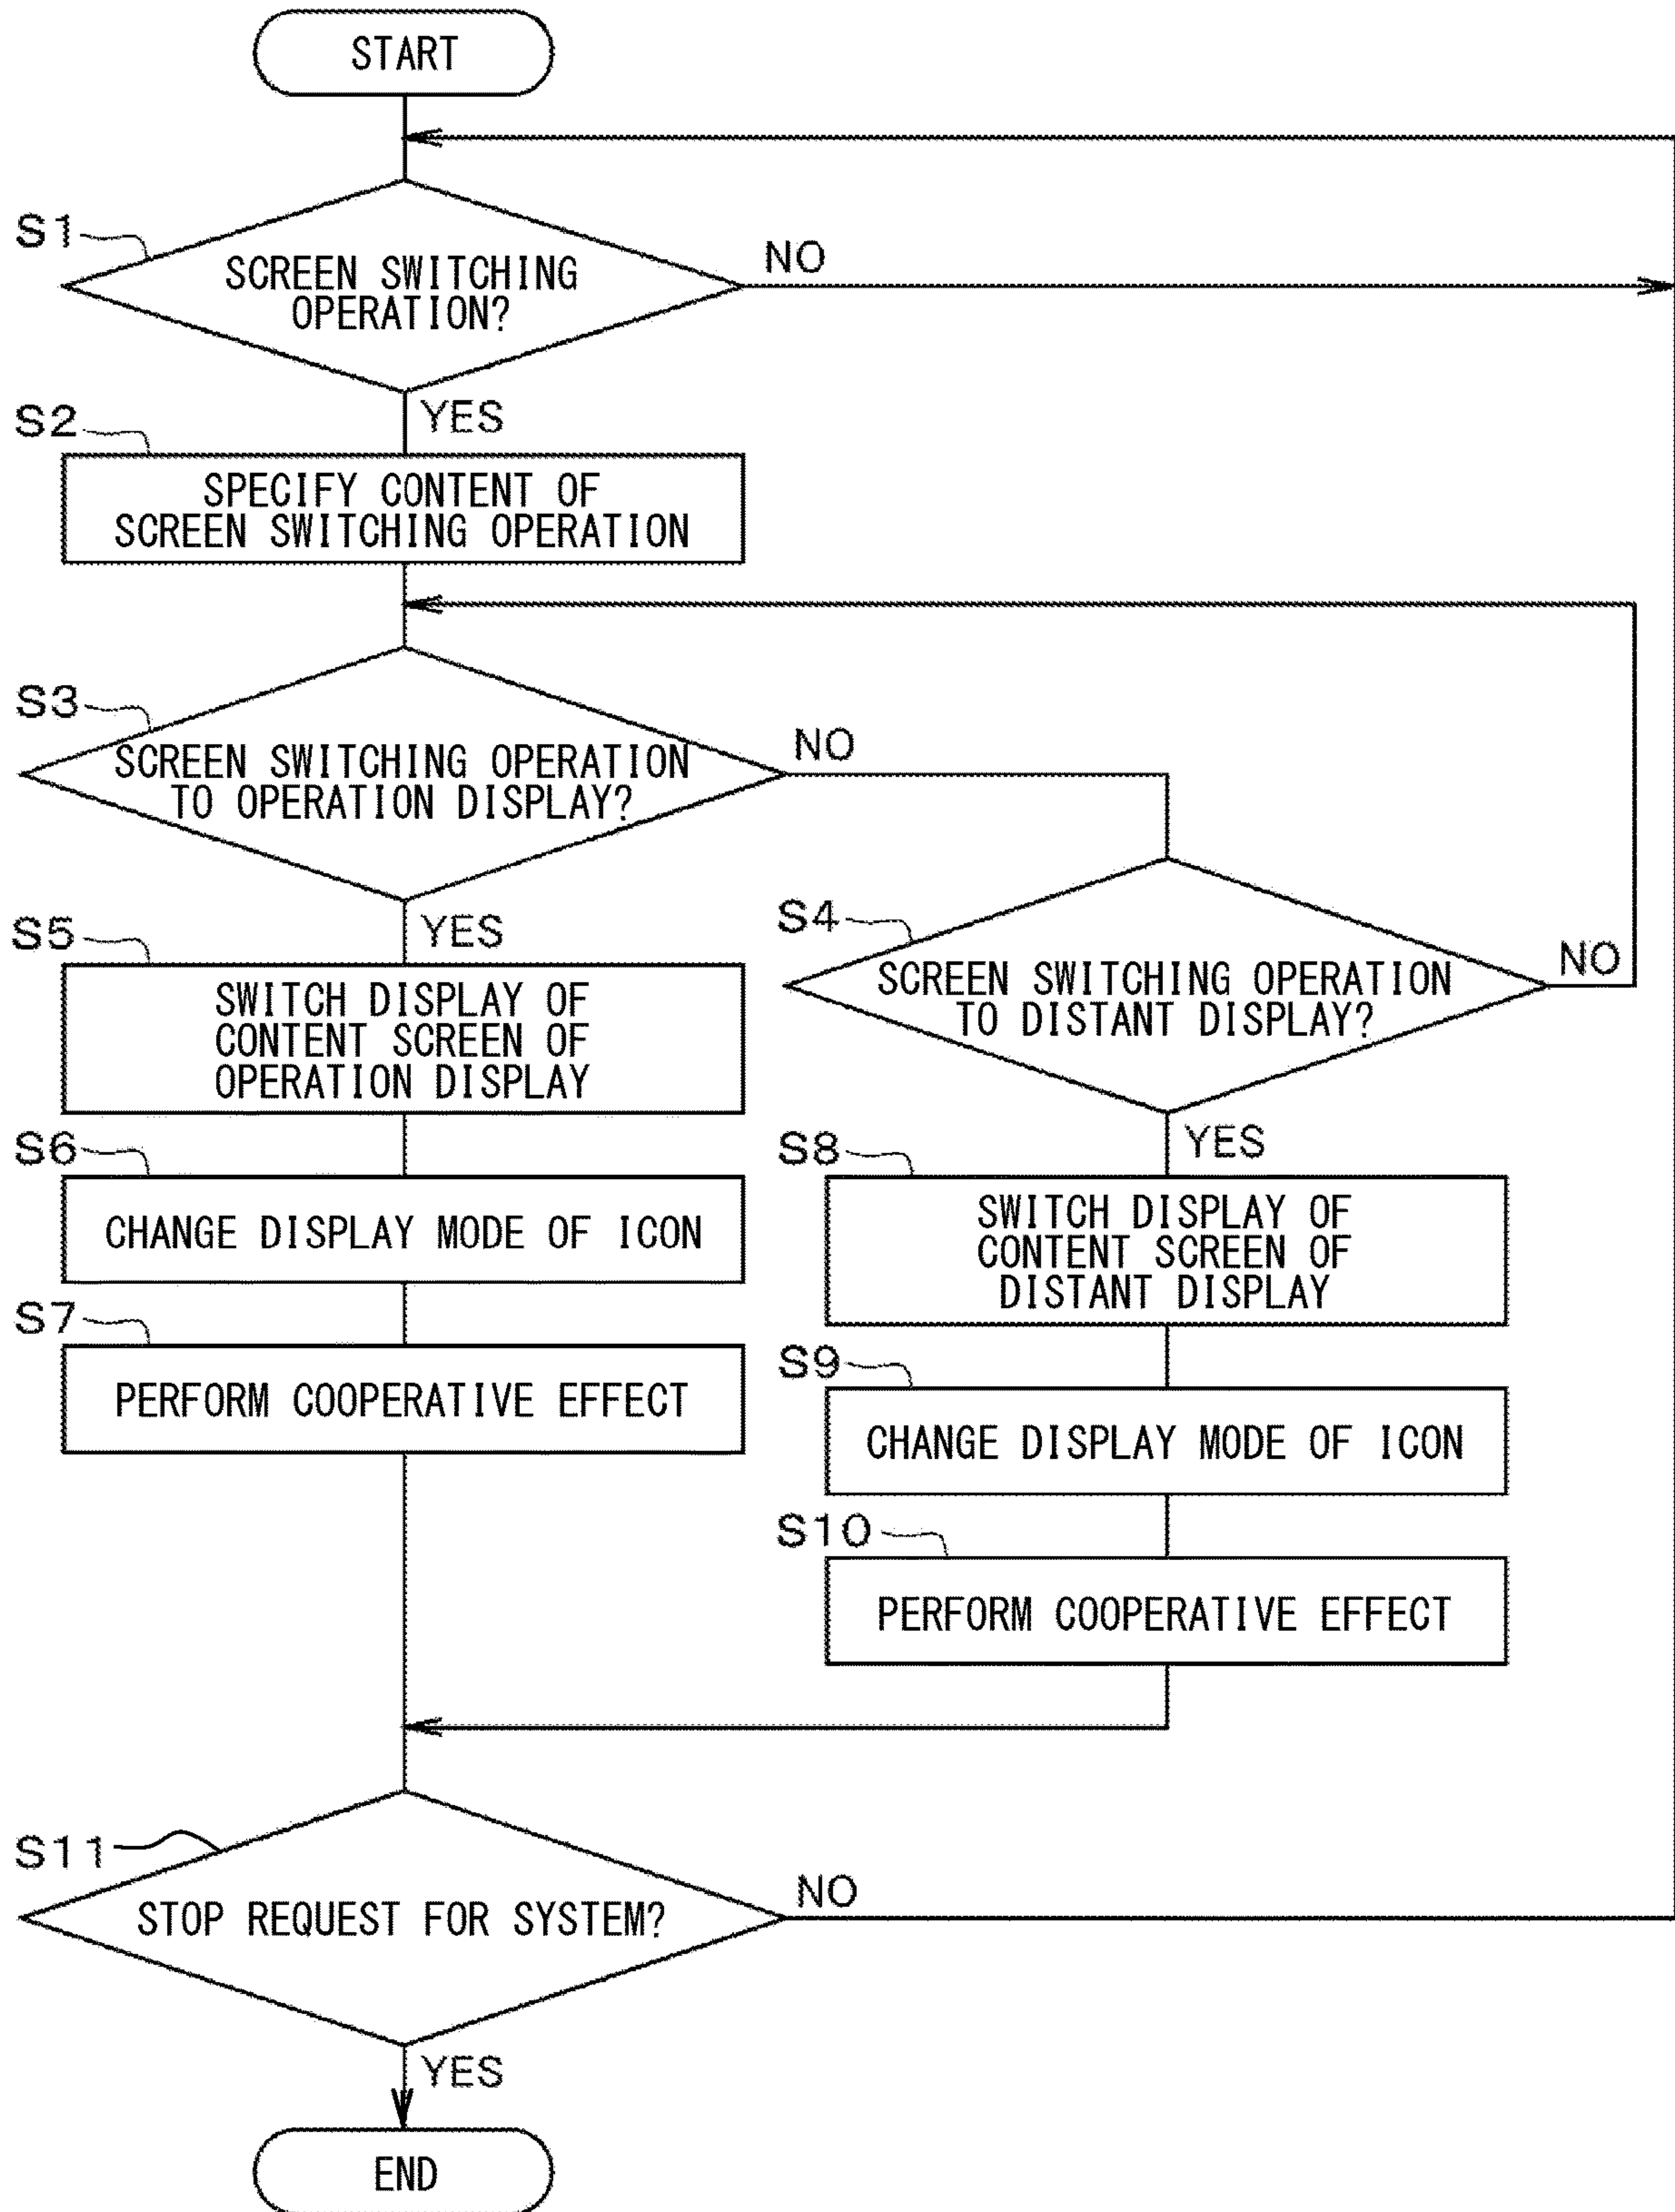 START
S1
SCREEN SWITCHING
OPERATION?
NO
YES
S2
SPECIFY CONTENT OF
SCREEN SWITCHING OPERATION
S3
SCREEN SWITCHING OPERATION
TO OPERATION DISPLAY?
NO
YES
S4
SCREEN SWITCHING OPERATION
TO DISTANT DISPLAY?
NO
YES
S5
SWITCH DISPLAY OF
CONTENT SCREEN OF
OPERATION DISPLAY
S6
CHANGE DISPLAY MODE OF ICON
S7
PERFORM COOPERATIVE EFFECT
S8
SWITCH DISPLAY OF
CONTENT SCREEN OF
DISTANT DISPLAY
S9
CHANGE DISPLAY MODE OF ICON
S10
PERFORM COOPERATIVE EFFECT
S11
STOP REQUEST FOR SYSTEM?
NO
YES
END